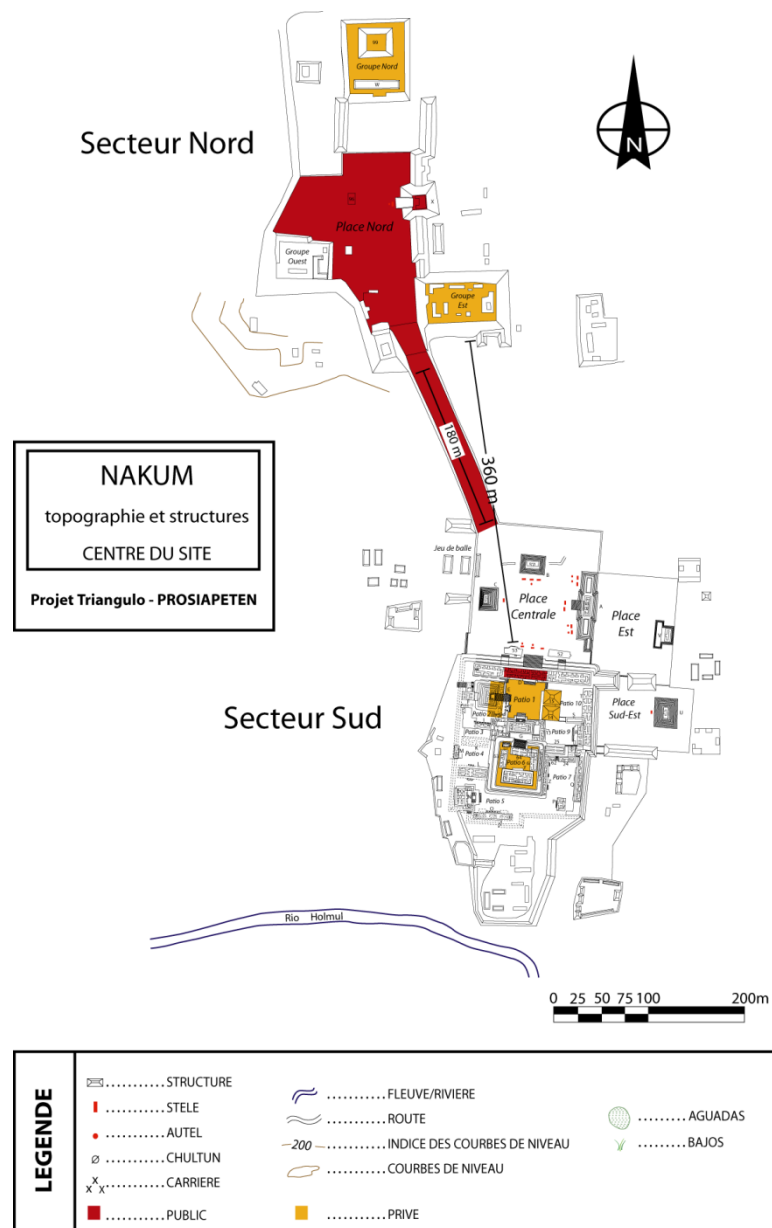 Groupe Nord
Secteur Nord
N
Place Nord
Groupe
Ouest
Groupe
Est
180 m
360 m
NAKUM
topographie et structures
CENTRE DU SITE
Projet Triangulo - PROSIAPETEN
Jeu de balle
Place
Centrale
Place
Est
Secteur Sud
Patio 1
Patio 10
Place
Sud-Est
Patio 3
Patio 9
Patio 4
Patio 6
Patio 7
Patio 5
Rio Holmul
0 25 50 75 100 200m
LEGENDE
..........STRUCTURE
..........STELE
..........AUTEL
..........CHULTUN
..........CARRIERE
..........PUBLIC
..........FLEUVE/RIVIERE
..........ROUTE
200 ..........INDICE DES COURBES DE NIVEAU
..........COURBES DE NIVEAU
..........PRIVE
.........AGUADAS
.........BAJOS